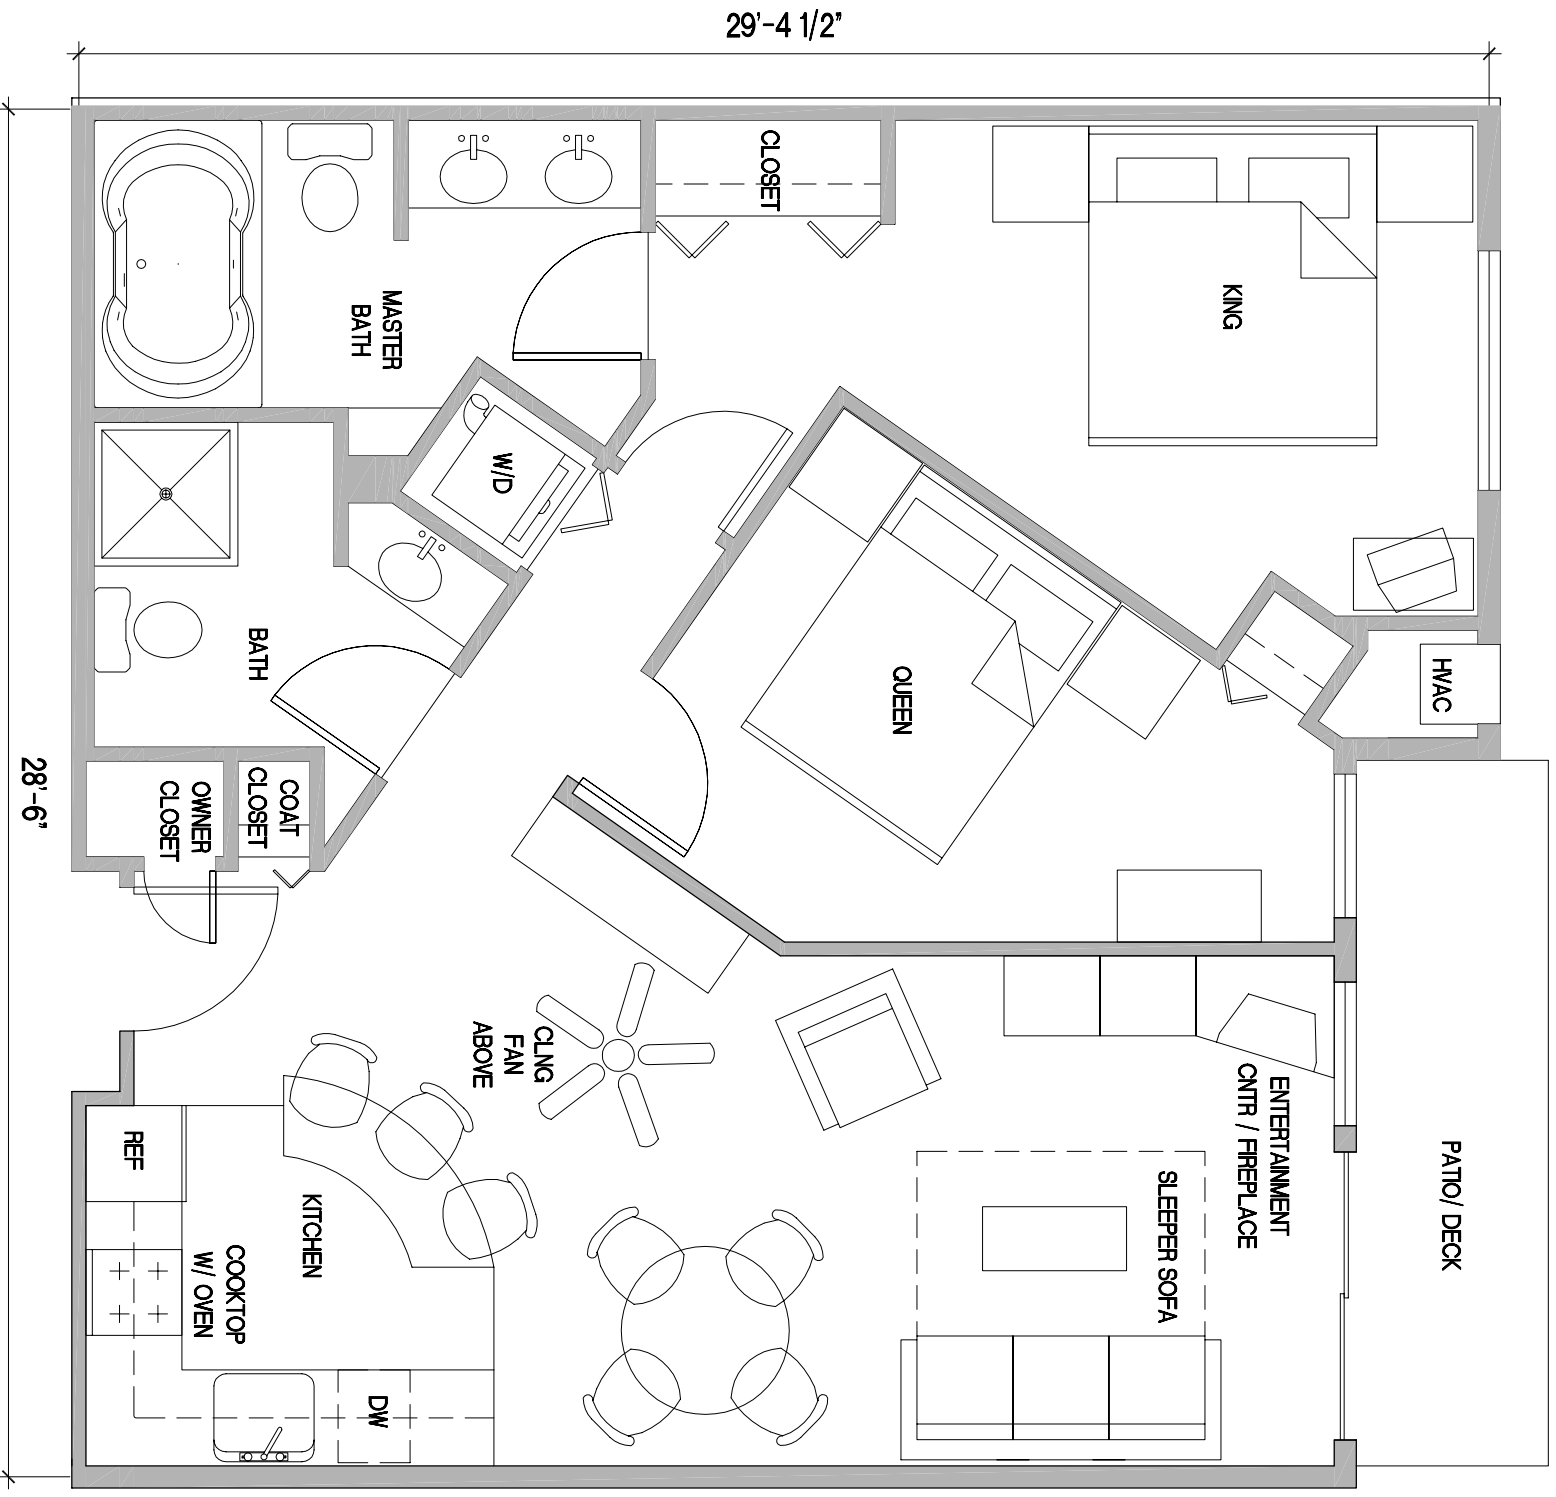 29'-4 1/2"
CLOSET
KING
MASTER
BATH
W/D
BATH
QUEEN
HVAC
28'-6"
OWNER
CLOSET
COAT
CLOSET
CLNG
FAN
ABOVE
ENTERTAINMENT
CNTR / FIREPLACE
PATIO/ DECK
REF
KITCHEN
SLEEPER SOFA
COOKTOP
W/ OVEN
DW